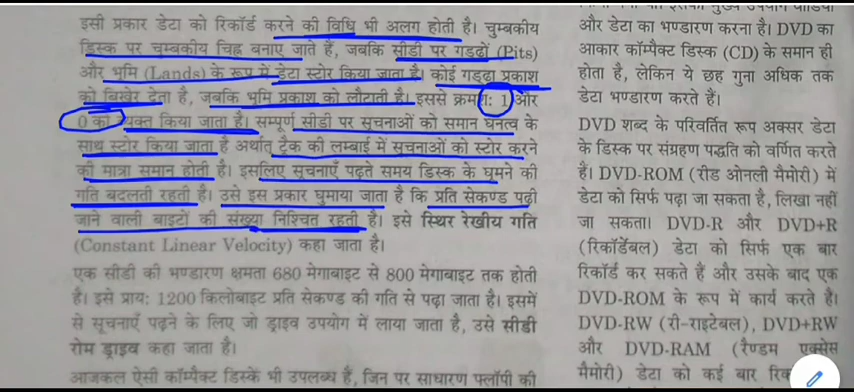 इसी प्रकार डेटा को रिकॉर्ड करने की विधि भी अलग होती है। चुम्बकीय
डिस्क पर चुम्बकीय चिह्न बनाए जाते हैं, जबकि सीडी पर गड्ढों (Pits)
और भूमि (Lands) के रूप में डेटा स्टोर किया जाता है। कोई गड्ढा प्रकाश
को बिखेर देता है, जबकि भूमि प्रकाश को लौटाती है। इससे क्रमश: 1 और
0 को व्यक्त किया जाता है। सम्पूर्ण सीडी पर सूचनाओं को समान घनत्व के
साथ स्टोर किया जाता है अर्थात् ट्रैक की लम्बाई में सूचनाओं को स्टोर करने
की मात्रा समान होती है। इसलिए सूचनाएँ पढ़ते समय डिस्क के घूमने की
गति बदलती रहती है। उसे इस प्रकार घुमाया जाता है कि प्रति सेकण्ड पढ़ी
जाने वाली बाइटों की संख्या निश्चित रहती है। इसे स्थिर रेखीय गति
(Constant Linear Velocity) कहा जाता है।
एक सीडी की भण्डारण क्षमता 680 मेगाबाइट से 800 मेगाबाइट तक होती
है। इसे प्राय: 1200 किलोबाइट प्रति सेकण्ड की गति से पढ़ा जाता है। इसमें
से सूचनाएँ पढ़ने के लिए जो ड्राइव उपयोग में लाया जाता है, उसे सीडी
रोम ड्राइव कहा जाता है।
आजकल ऐसी कॉम्पैक्ट डिस्कें भी उपलब्ध हैं, जिन पर साधारण फ्लॉपी की
और डेटा का भण्डारण करना है। DVD का
आकार कॉम्पैक्ट डिस्क (CD) के समान ही
होता है, लेकिन ये छह गुना अधिक तक
डेटा भण्डारण करते हैं।
DVD शब्द के परिवर्तित रूप अक्सर डेटा
के डिस्क पर संग्रहण पद्धति को वर्णित करते
हैं। DVD-ROM (रीड ओनली मैमोरी) में
डेटा को सिर्फ पढ़ा जा सकता है, लिखा नहीं
जा सकता। DVD-R और DVD+R
(रिकॉर्डेबल) डेटा को सिर्फ एक बार
रिकॉर्ड कर सकते हैं और उसके बाद एक
DVD-ROM के रूप में कार्य करते हैं।
DVD-RW (री-राइटेबल), DVD+RW
और DVD-RAM (रैण्डम एक्सेस
मैमोरी) डेटा को कई बार